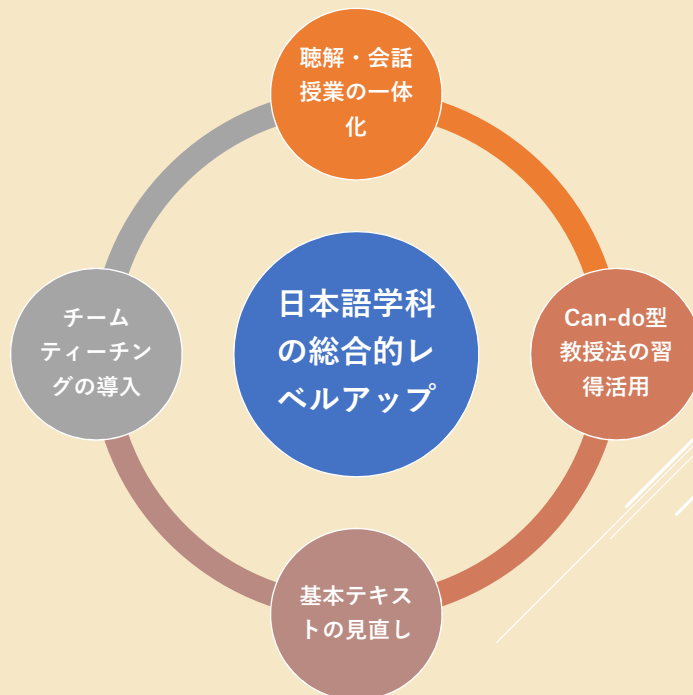 聴解・会話
授業の一体
化
日本語学科
の総合的レ
ベルアップ
チーム
ティーチン
グの導入
Can-do型
教授法の習
得活用
基本テキス
トの見直し